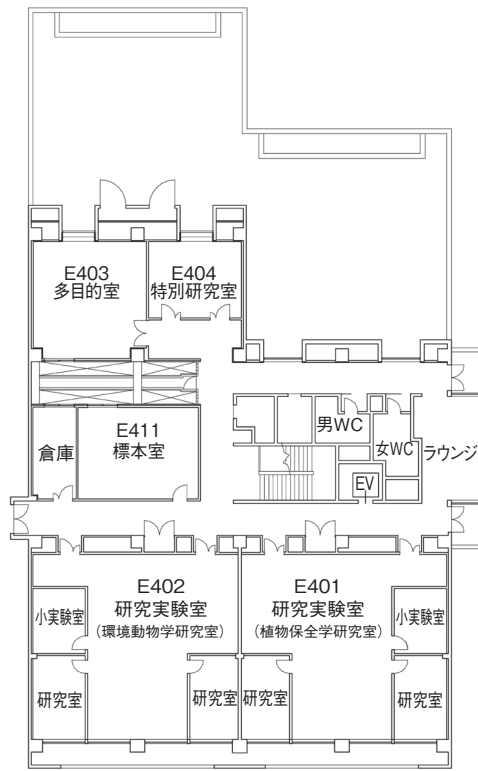 E403
多目的室
E404
特別研究室
倉庫
E411
標本室
男WC
女WC
ラウンジ
EV
E402
研究実験室
(環境動物学研究室)
E401
研究実験室
(植物保全学研究室)
小実験室
小実験室
研究室
研究室
研究室
研究室